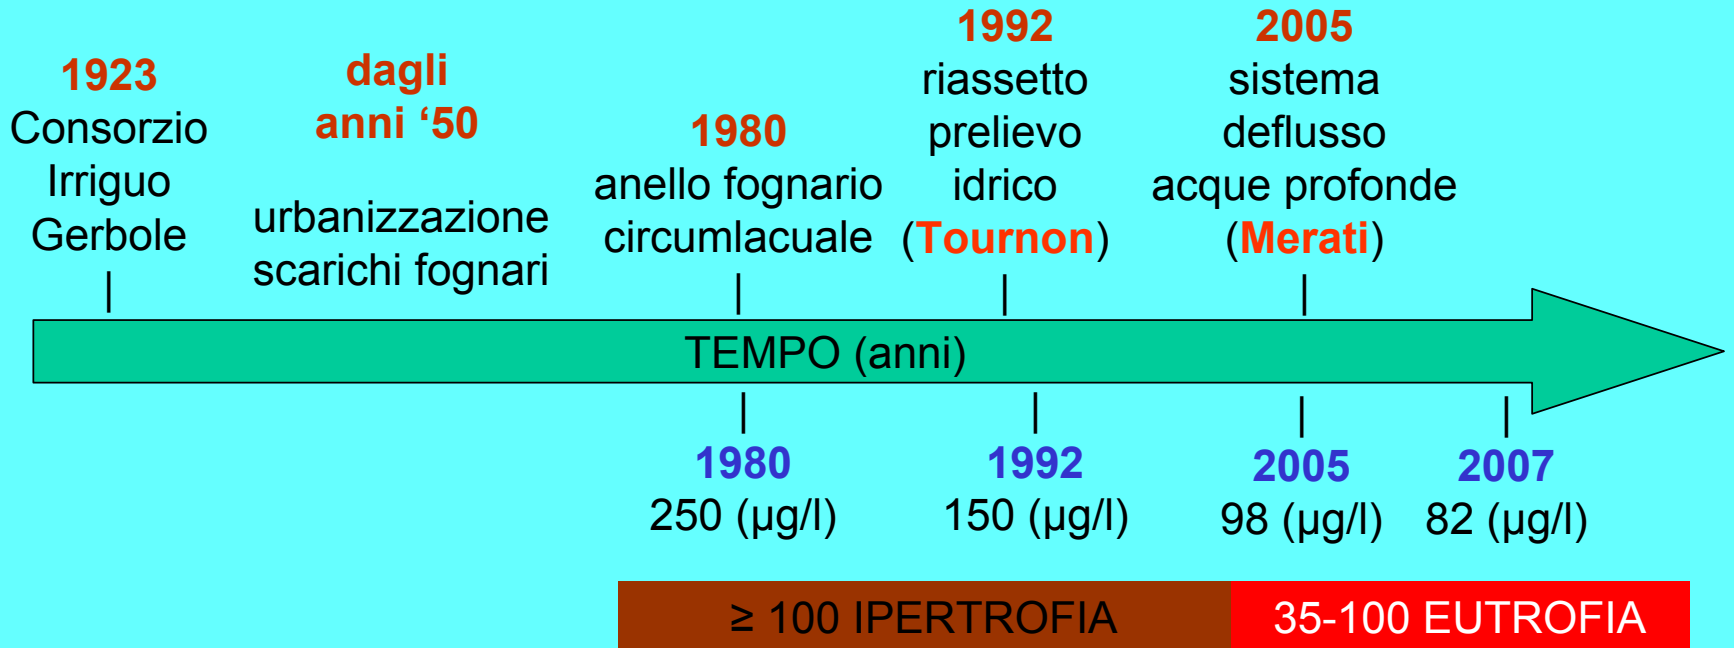 1923
Consorzio
Irriguo
Gerbole
dagli
anni ‘50
urbanizzazione
scarichi fognari
1980
anello fognario
circumlacuale
1992
riassetto
prelievo
idrico
(Tournon)
2005
sistema
deflusso
acque profonde
(Merati)
TEMPO (anni)
1980
250 (µg/l)
1992
150 (µg/l)
2005
98 (µg/l)
2007
82 (µg/l)
≥ 100 IPERTROFIA
35-100 EUTROFIA